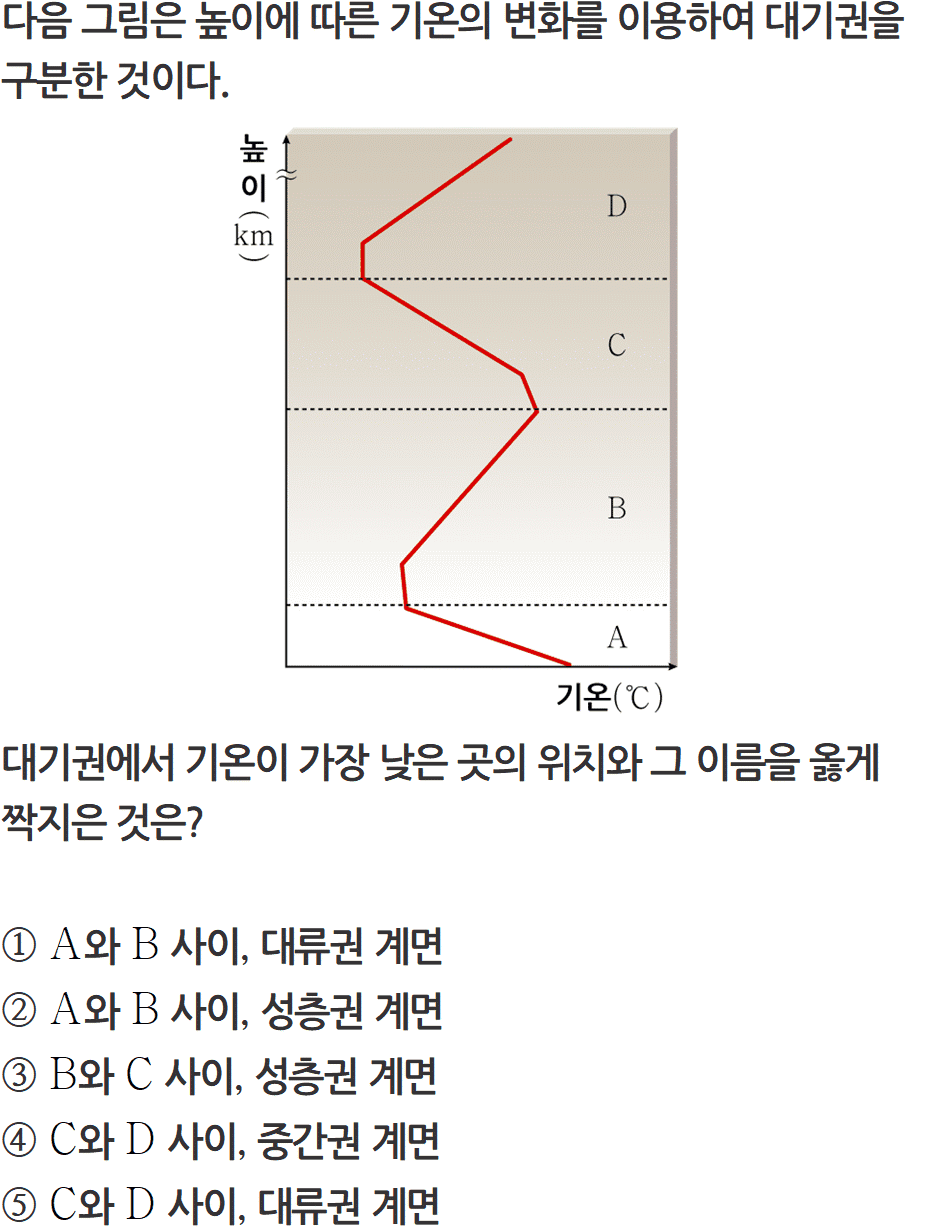 다음 그림은 높이에 따른 기온의 변화를 이용하여 대기권을
구분한 것이다.
높
이
(km)
D
C
B
A
기온(℃)
대기권에서 기온이 가장 낮은 곳의 위치와 그 이름을 옳게
짝지은 것은?
① A와 B 사이, 대류권 계면
② A와 B 사이, 성층권 계면
③ B와 C 사이, 성층권 계면
④ C와 D 사이, 중간권 계면
⑤ C와 D 사이, 대류권 계면